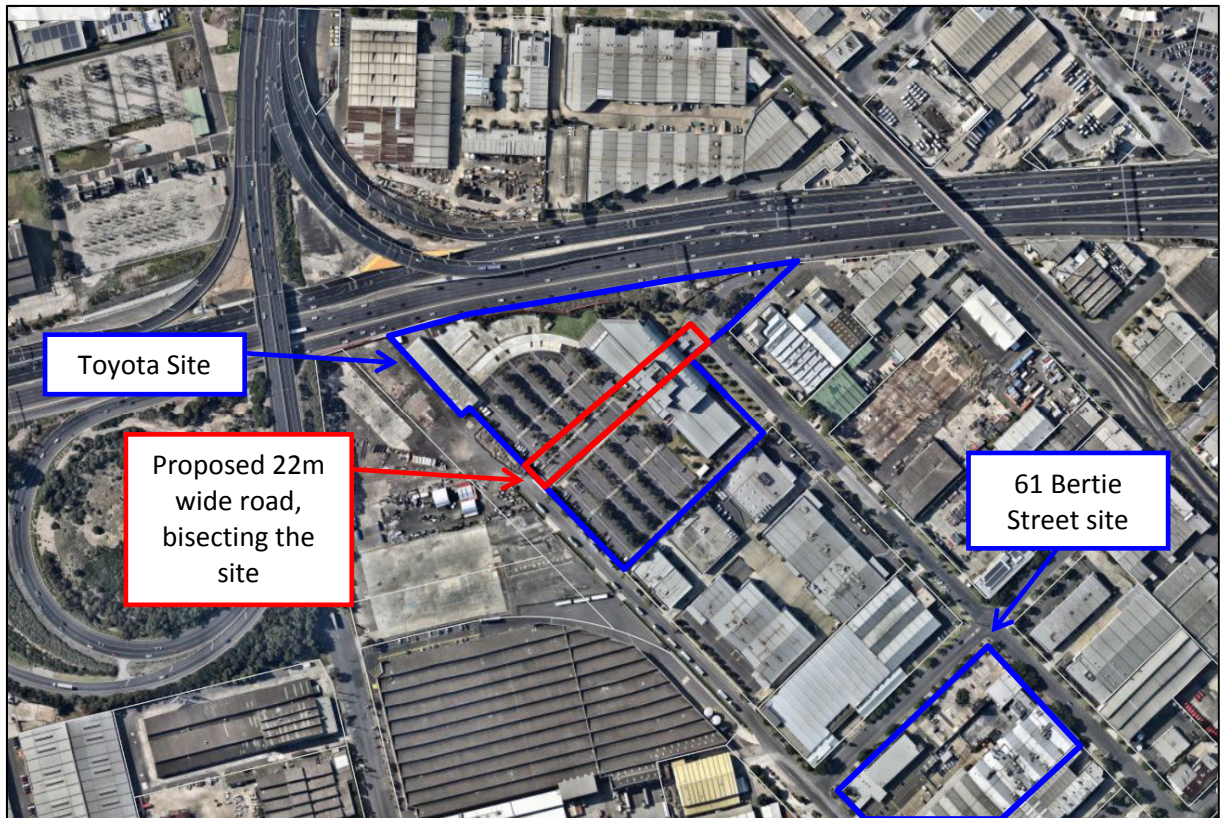 Toyota Site
Proposed 22m
wide road,
bisecting the
site
61 Bertie
Street site